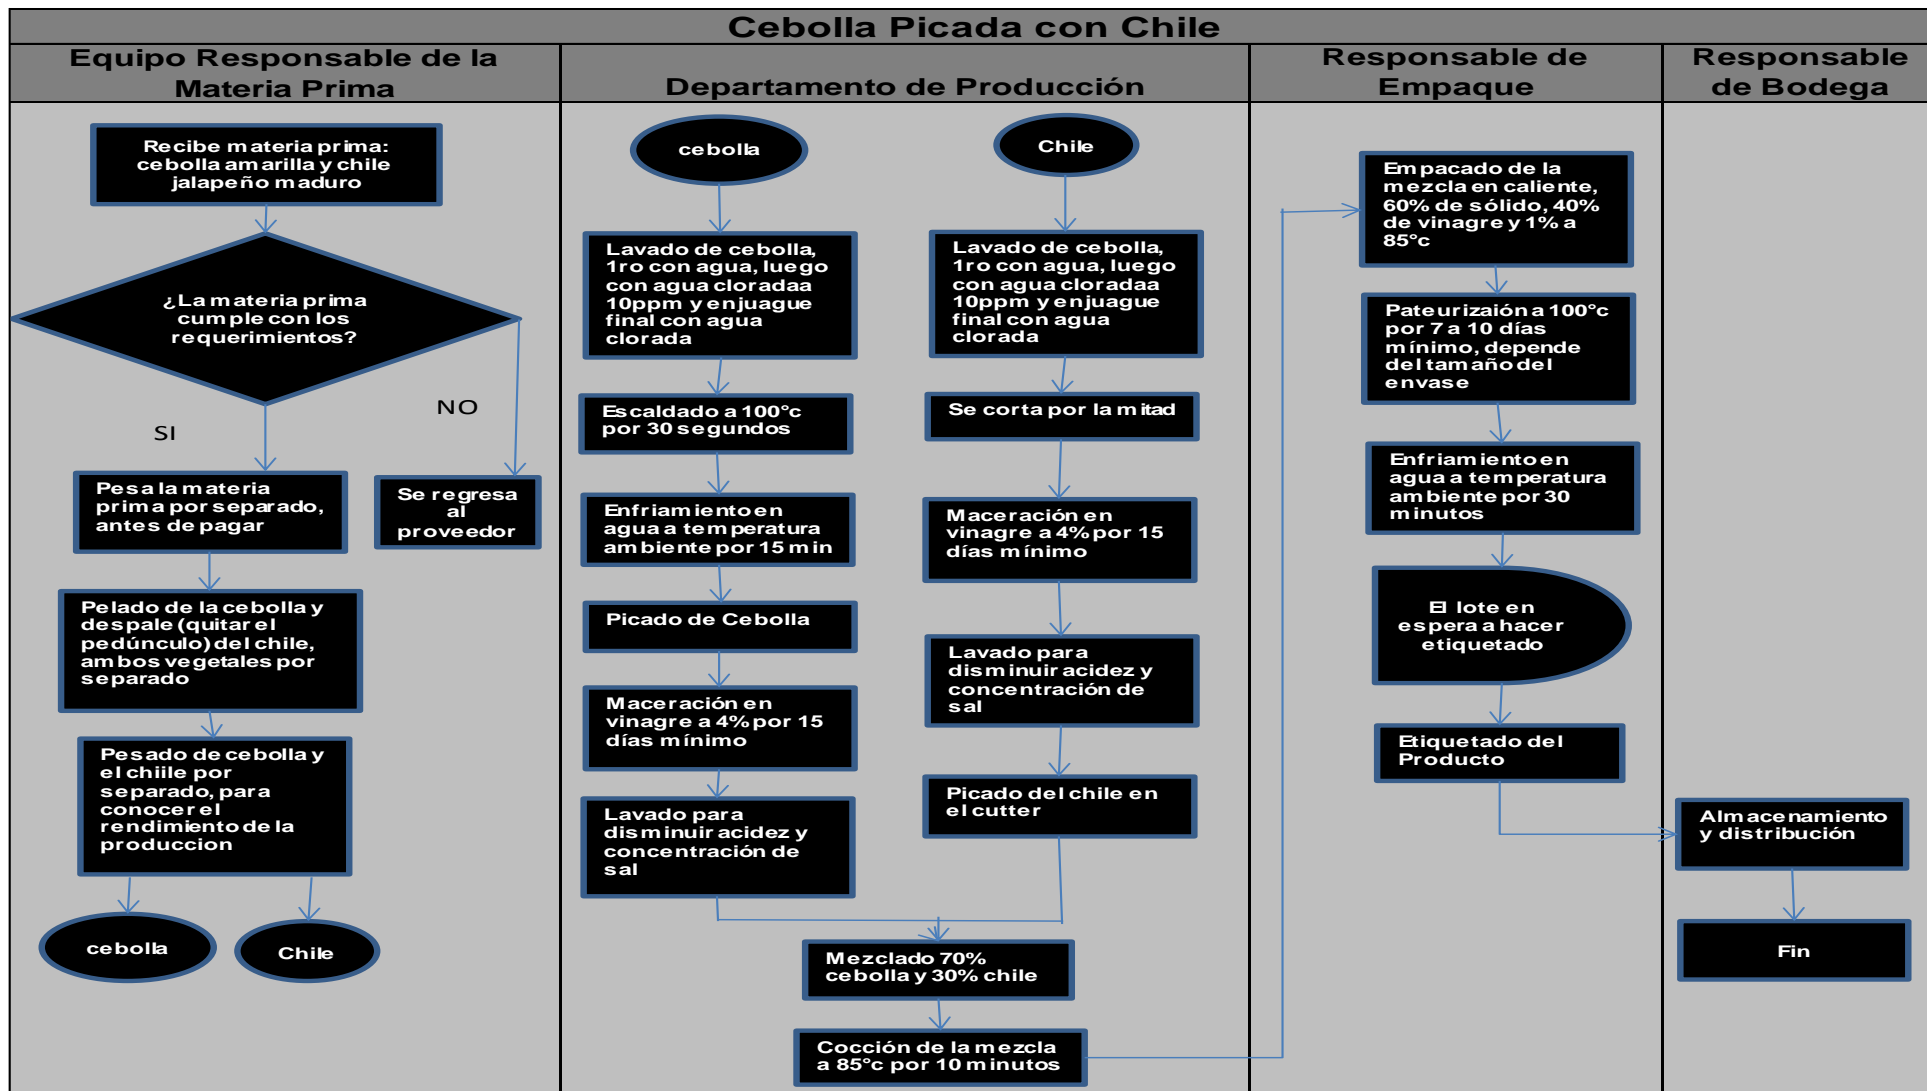 Cebolla Picada con Chile
Equipo Responsable de la
Materia Prima
Departamento de Producción
Responsable de
Empaque
Responsable
de Bodega
Recibe materia prima:
cebolla amarilla y chile
jalapeño maduro
¿La materia prima
cumple con los
requerimientos?
SI
NO
Pesa la materia
prima por separado,
antes de pagar
Se regresa
al
proveedor
Pelado de la cebolla y
despale (quitar el
pedúnculo) del chile,
ambos vegetales por
separado
Pesado de cebolla y
el chiile por
separado, para
conocer el
rendimiento de la
produccion
cebolla
Chile
cebolla
Lavado de cebolla,
1ro con agua, luego
con agua cloradaa
10ppm y enjuague
final con agua
clorada
Escaldado a 100°c
por 30 segundos
Enfriamiento en
agua a temperatura
ambiente por 15 min
Picado de Cebolla
Maceración en
vinagre a 4% por 15
días mínimo
Lavado para
disminuir acidez y
concentración de
sal
Chile
Lavado de cebolla,
1ro con agua, luego
con agua cloradaa
10ppm y enjuague
final con agua
clorada
Se corta por la mitad
Maceración en
vinagre a 4% por 15
días mínimo
Lavado para
disminuir acidez y
concentración de
sal
Picado del chile en
el cutter
Mezclado 70%
cebolla y 30% chile
Cocción de la mezcla
a 85°c por 10 minutos
Empacado de la
mezcla en caliente,
60% de sólido, 40%
de vinagre y 1% a
85°c
Pateurizaión a 100°c
por 7 a 10 días
mínimo, depende
del tamaño del
envase
Enfriamiento en
agua a temperatura
ambiente por 30
minutos
El lote en
espera a hacer
etiquetado
Etiquetado del
Producto
Almacenamiento
y distribución
Fin